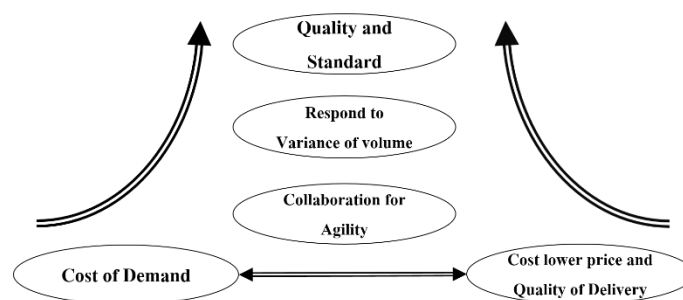 Quality and
Standard
Respond to
Variance of volume
Collaboration for
Agility
Cost of Demand
Cost lower price and
Quality of Delivery